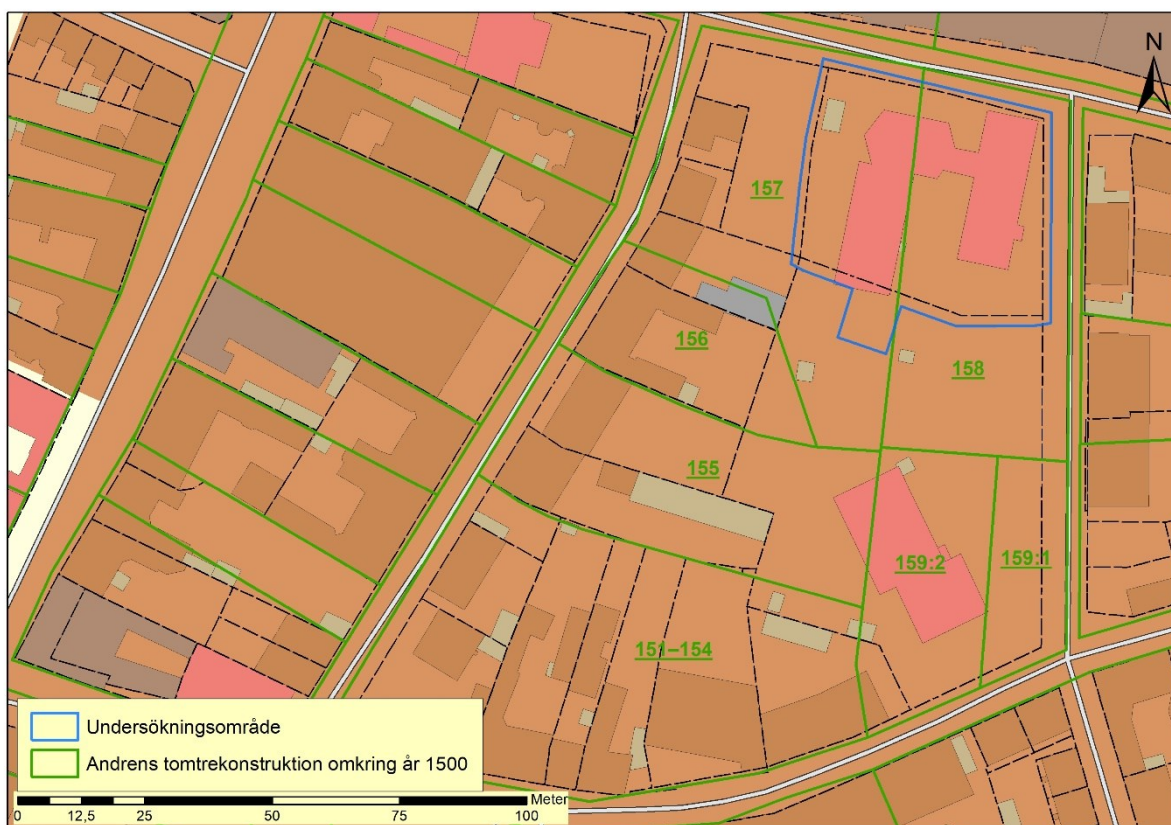 N
157
156
158
155
159:2
159:1
151–154
Undersökningsområde
Andrens tomtrekonstruktion omkring år 1500
Meter
0 12,5 25 50 75 100